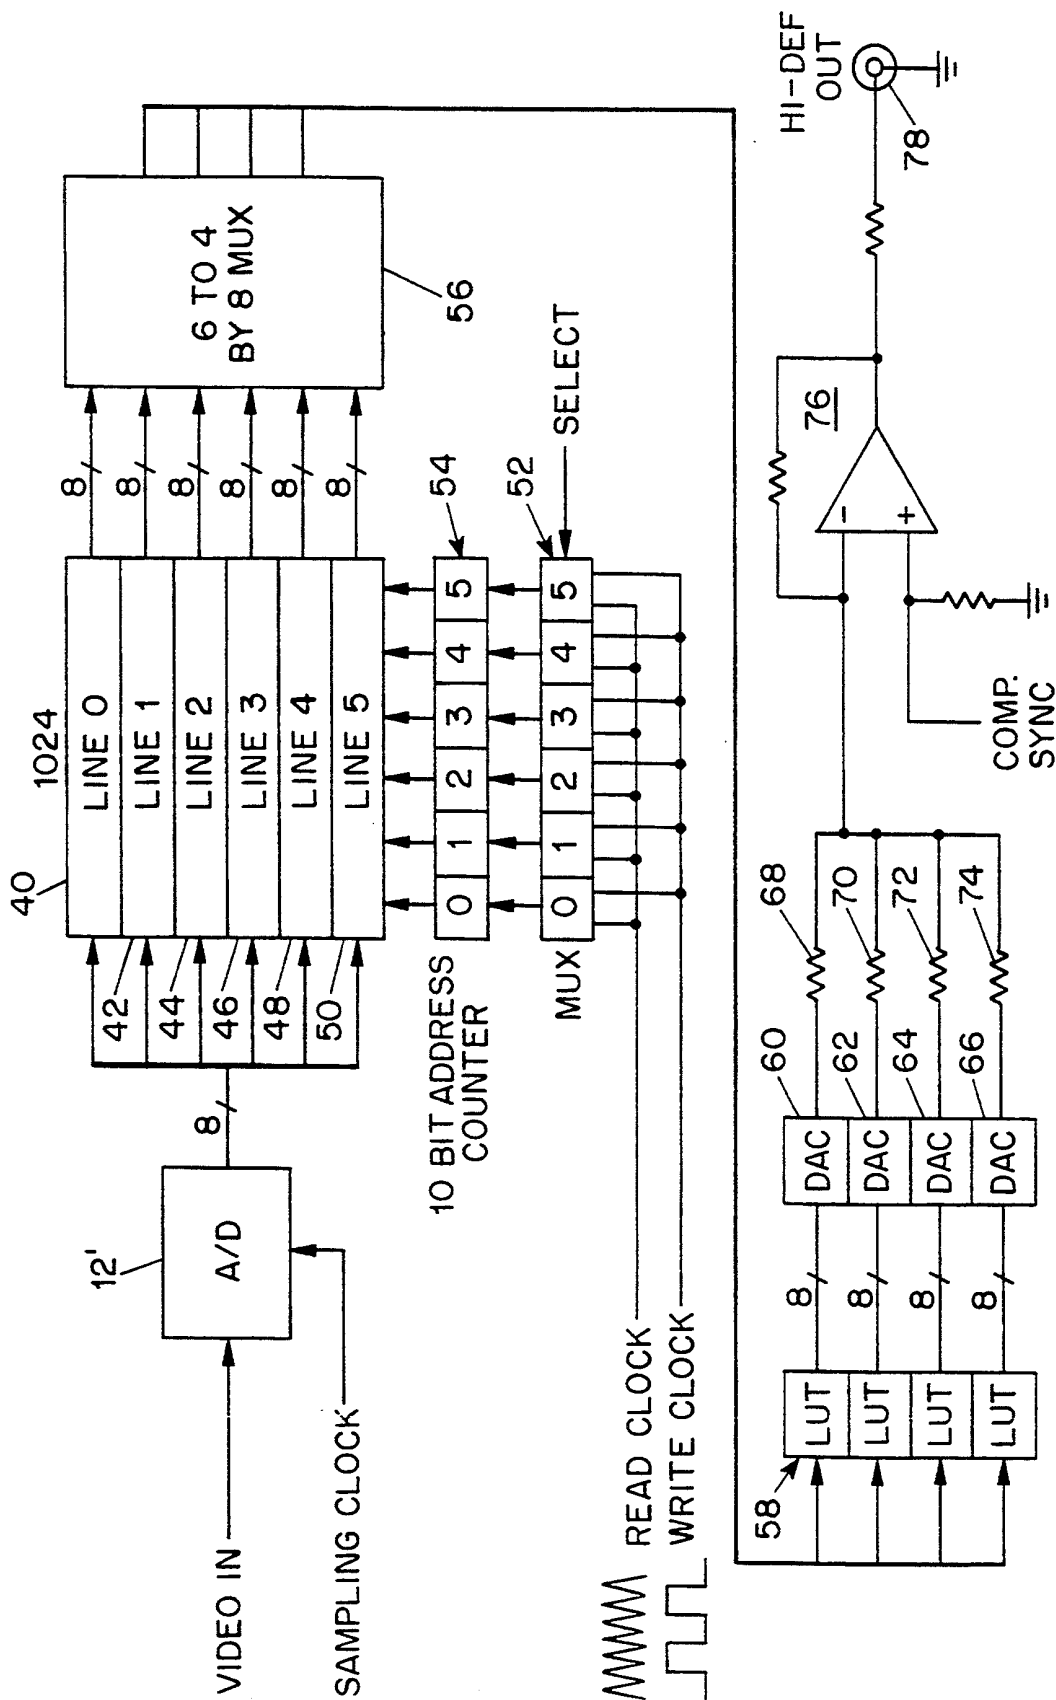 VIDEO IN
SAMPLING CLOCK
12'
A/D
8
40
1024
42
44
46
48
50
LINE 0
LINE 1
LINE 2
LINE 3
LINE 4
LINE 5
8
8
8
8
8
8
6 TO 4
BY 8 MUX
56
10 BIT ADDRESS
COUNTER
0 1 2 3 4 5
54
MUX
0 1 2 3 4 5
52
SELECT
READ CLOCK
WRITE CLOCK
58
LUT
LUT
LUT
LUT
8
8
8
8
DAC
DAC
DAC
DAC
60
62
64
66
68
70
72
74
COMP.
SYNC
-
+
76
HI-DEF
OUT
78